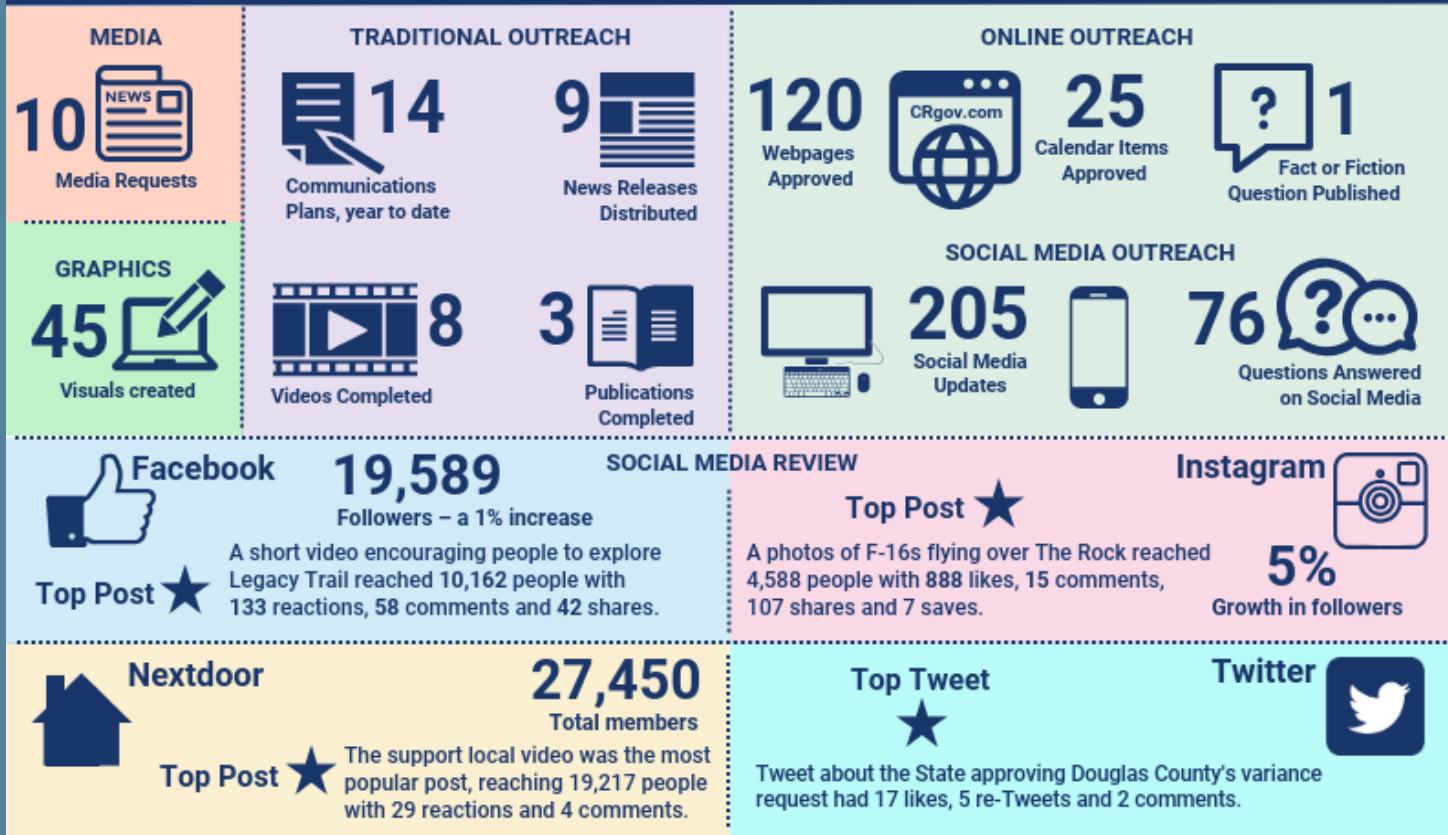 MEDIA
10
NEWS
Media Requests
GRAPHICS
45
Visuals created
TRADITIONAL OUTREACH
14
Communications
Plans, year to date
9
News Releases
Distributed
8
Videos Completed
3
Publications
Completed
ONLINE OUTREACH
120
Webpages
Approved
CRgov.com
25
Calendar Items
Approved
?
1
Fact or Fiction
Question Published
SOCIAL MEDIA OUTREACH
205
Social Media
Updates
76
?
Questions Answered
on Social Media
SOCIAL MEDIA REVIEW
Facebook
19,589
Followers – a 1% increase
Top Post
A short video encouraging people to explore
Legacy Trail reached 10,162 people with
133 reactions, 58 comments and 42 shares.
Instagram
Top Post
A photos of F-16s flying over The Rock reached
4,588 people with 888 likes, 15 comments,
107 shares and 7 saves.
5%
Growth in followers
Nextdoor
27,450
Total members
Top Post
The support local video was the most
popular post, reaching 19,217 people
with 29 reactions and 4 comments.
Twitter
Top Tweet
Tweet about the State approving Douglas County's variance
request had 17 likes, 5 re-Tweets and 2 comments.